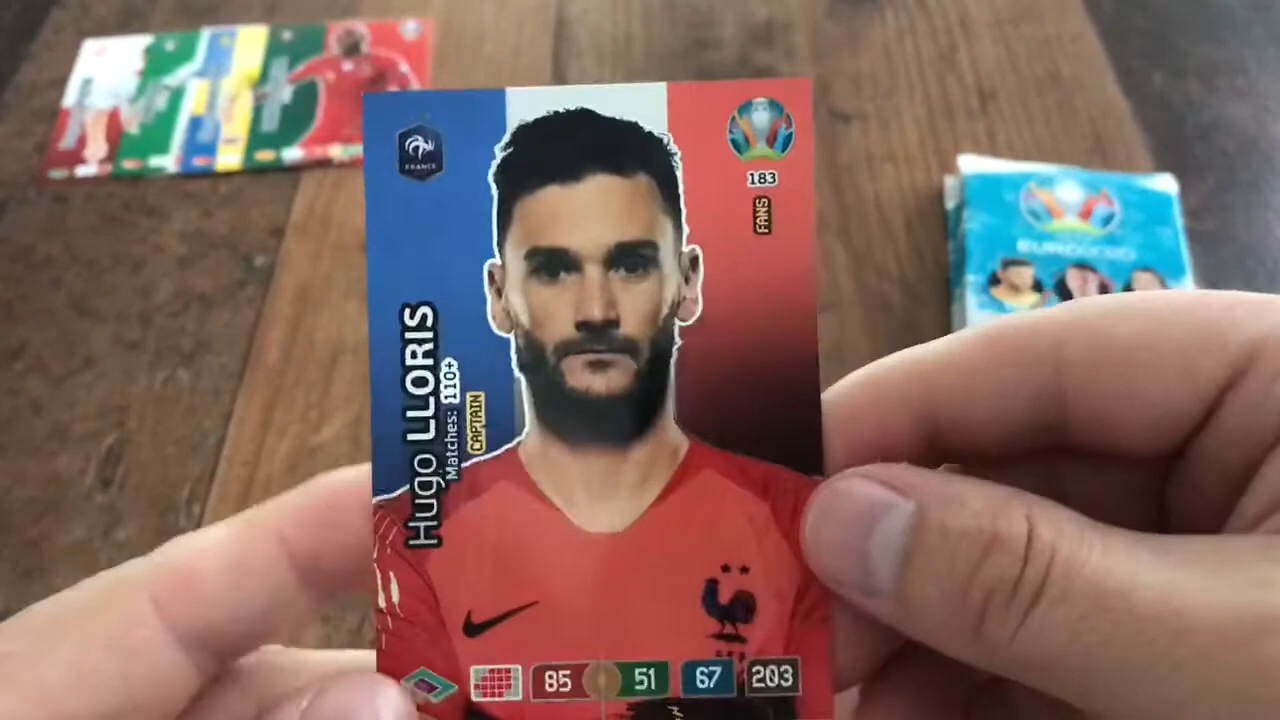 FRANCE
183
FANS
Hugo LLORIS
Matches: 110+
CAPTAIN
85
51
67
203
EURO2020